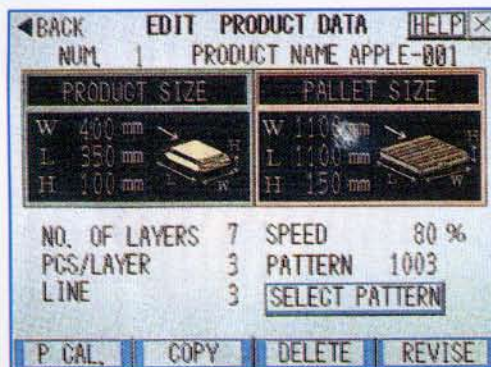 ◀BACK EDIT PRODUCT DATA HELP ×
NUM. 1 PRODUCT NAME APPLE-001
PRODUCT SIZE
W 400 mm
L 350 mm
H 100 mm
H
L W
PALLET SIZE
W 1100 mm
L 1100 mm
H 150 mm
H
L W
NO. OF LAYERS 7
PCS/LAYER 3
LINE 3
SPEED 80 %
PATTERN 1003
SELECT PATTERN
P CAL. COPY DELETE REVISE